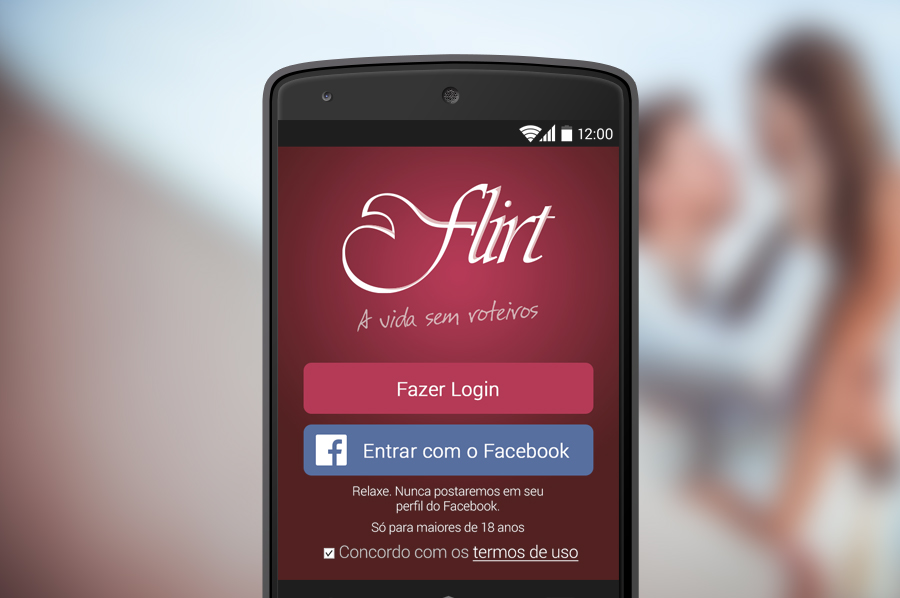 12:00
Flirt
A vida sem roteiros
Fazer Login
Entrar com o Facebook
Relaxe. Nunca postaremos em seu
perfil do Facebook.
Só para maiores de 18 anos
Concordo com os termos de uso